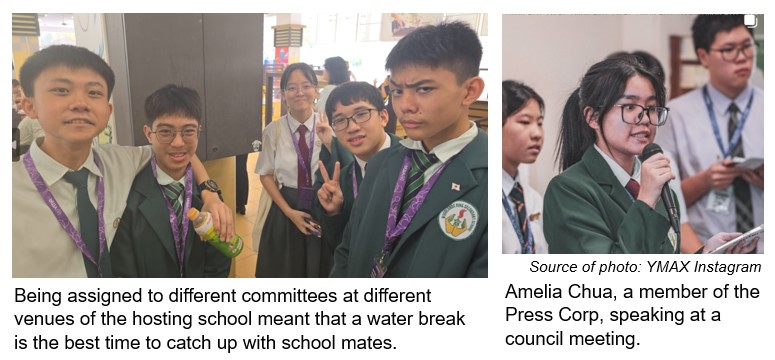 Being assigned to different committees at different
venues of the hosting school meant that a water break
is the best time to catch up with school mates.
Source of photo: YMAX Instagram
Amelia Chua, a member of the
Press Corp, speaking at a
council meeting.